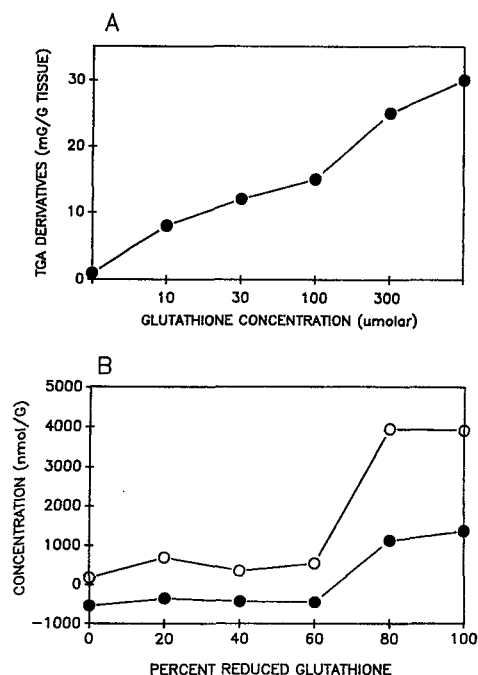 A
TGA DERIVATIVES (mG/G TISSUE)
30
20
10
0
10 30 100 300
GLUTATHIONE CONCENTRATION (umolar)
B
CONCENTRATION (nmol/G)
5000
4000
3000
2000
1000
0
-1000
0 20 40 60 80 100
PERCENT REDUCED GLUTATHIONE